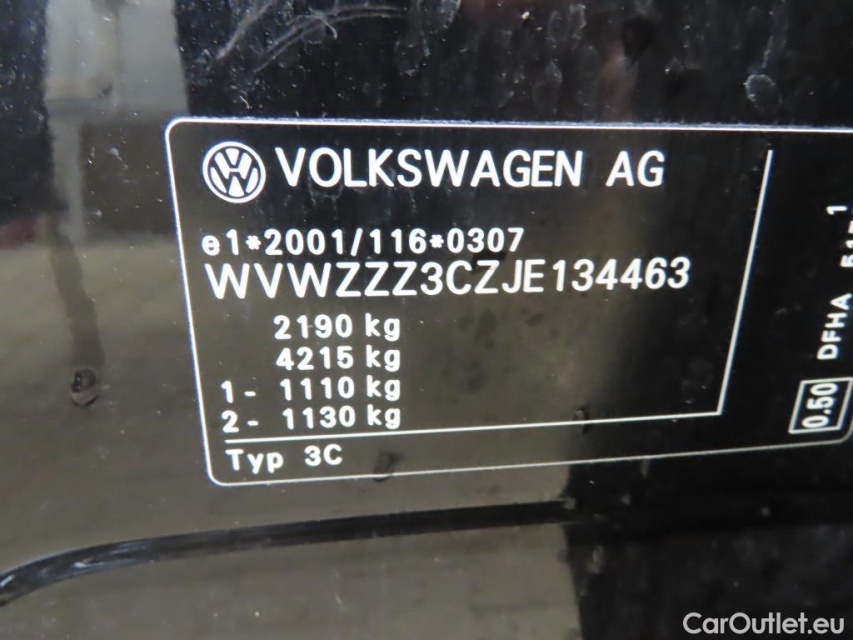 VOLKSWAGEN AG
e1*2001/116*0307
WVWZZZ3CZJE134463
2190 kg
4215 kg
1- 1110 kg
2- 1130 kg
Typ 3C
DFHA
0.50
CarOutlet.eu